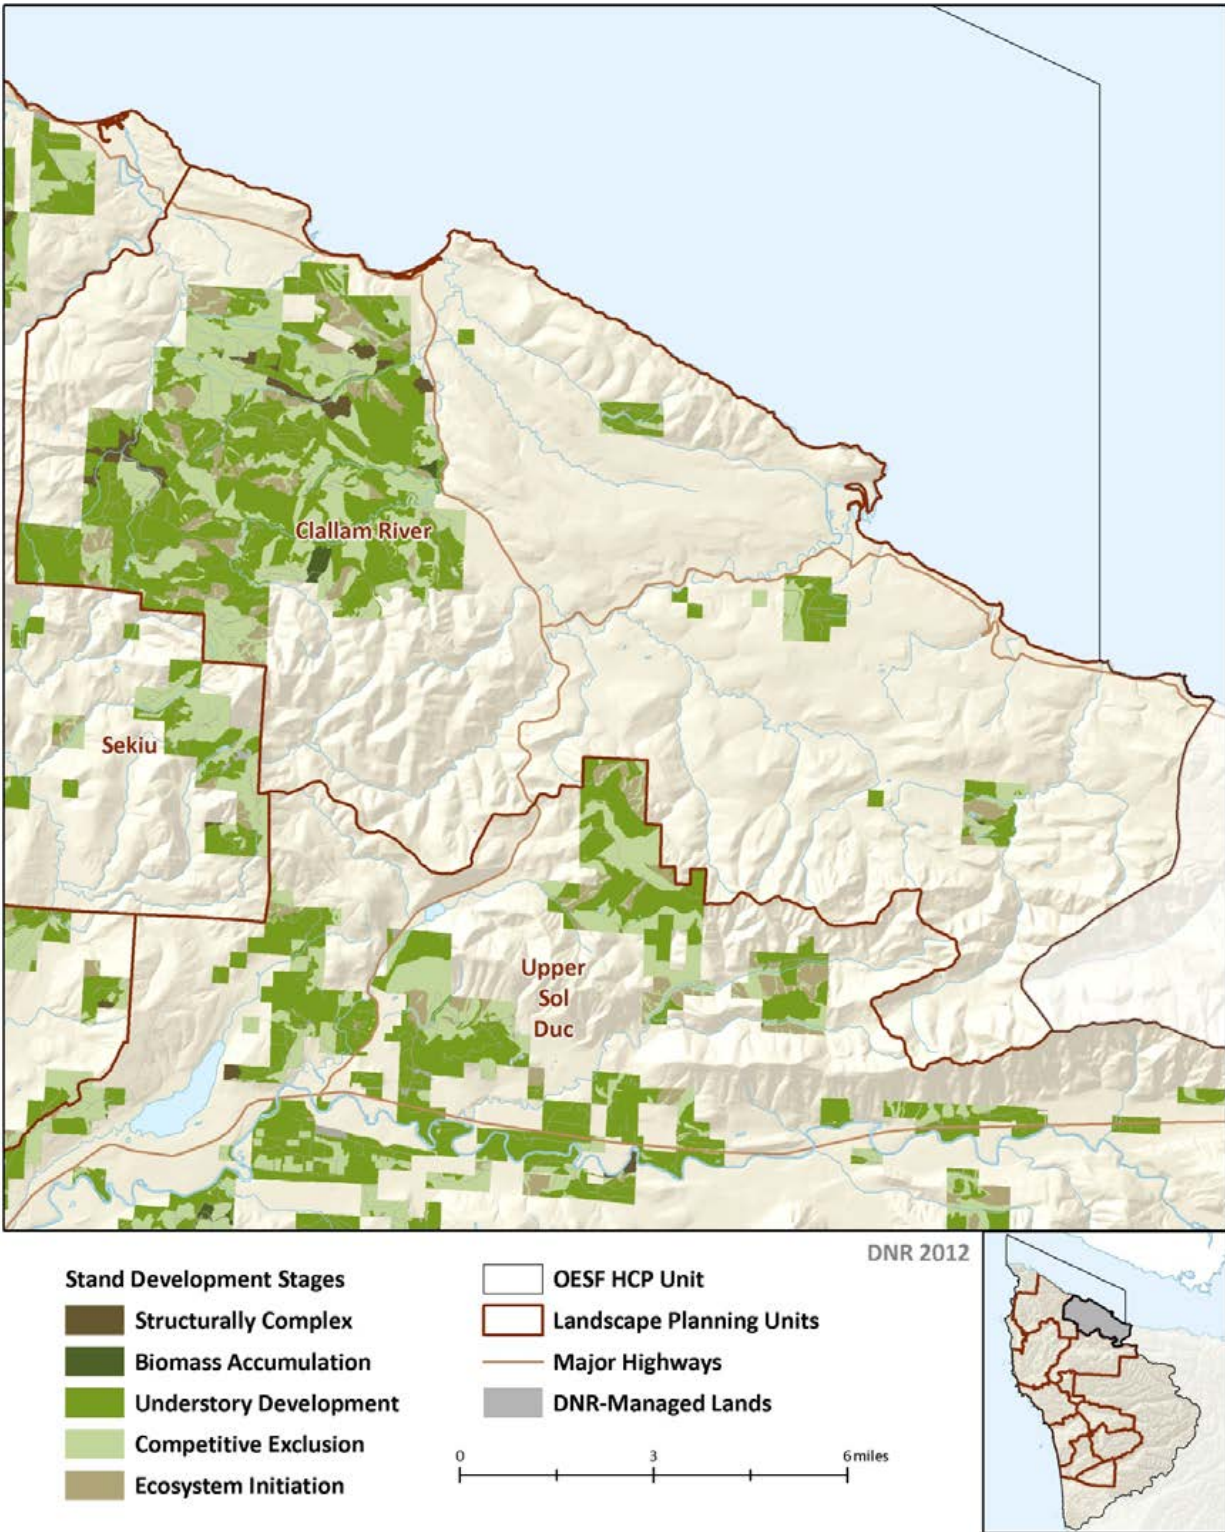 Clallam River
Sekiu
Upper
Sol
Duc
DNR 2012
Stand Development Stages
Structurally Complex
Biomass Accumulation
Understory Development
Competitive Exclusion
Ecosystem Initiation
OESF HCP Unit
Landscape Planning Units
Major Highways
DNR-Managed Lands
0 3 6 miles